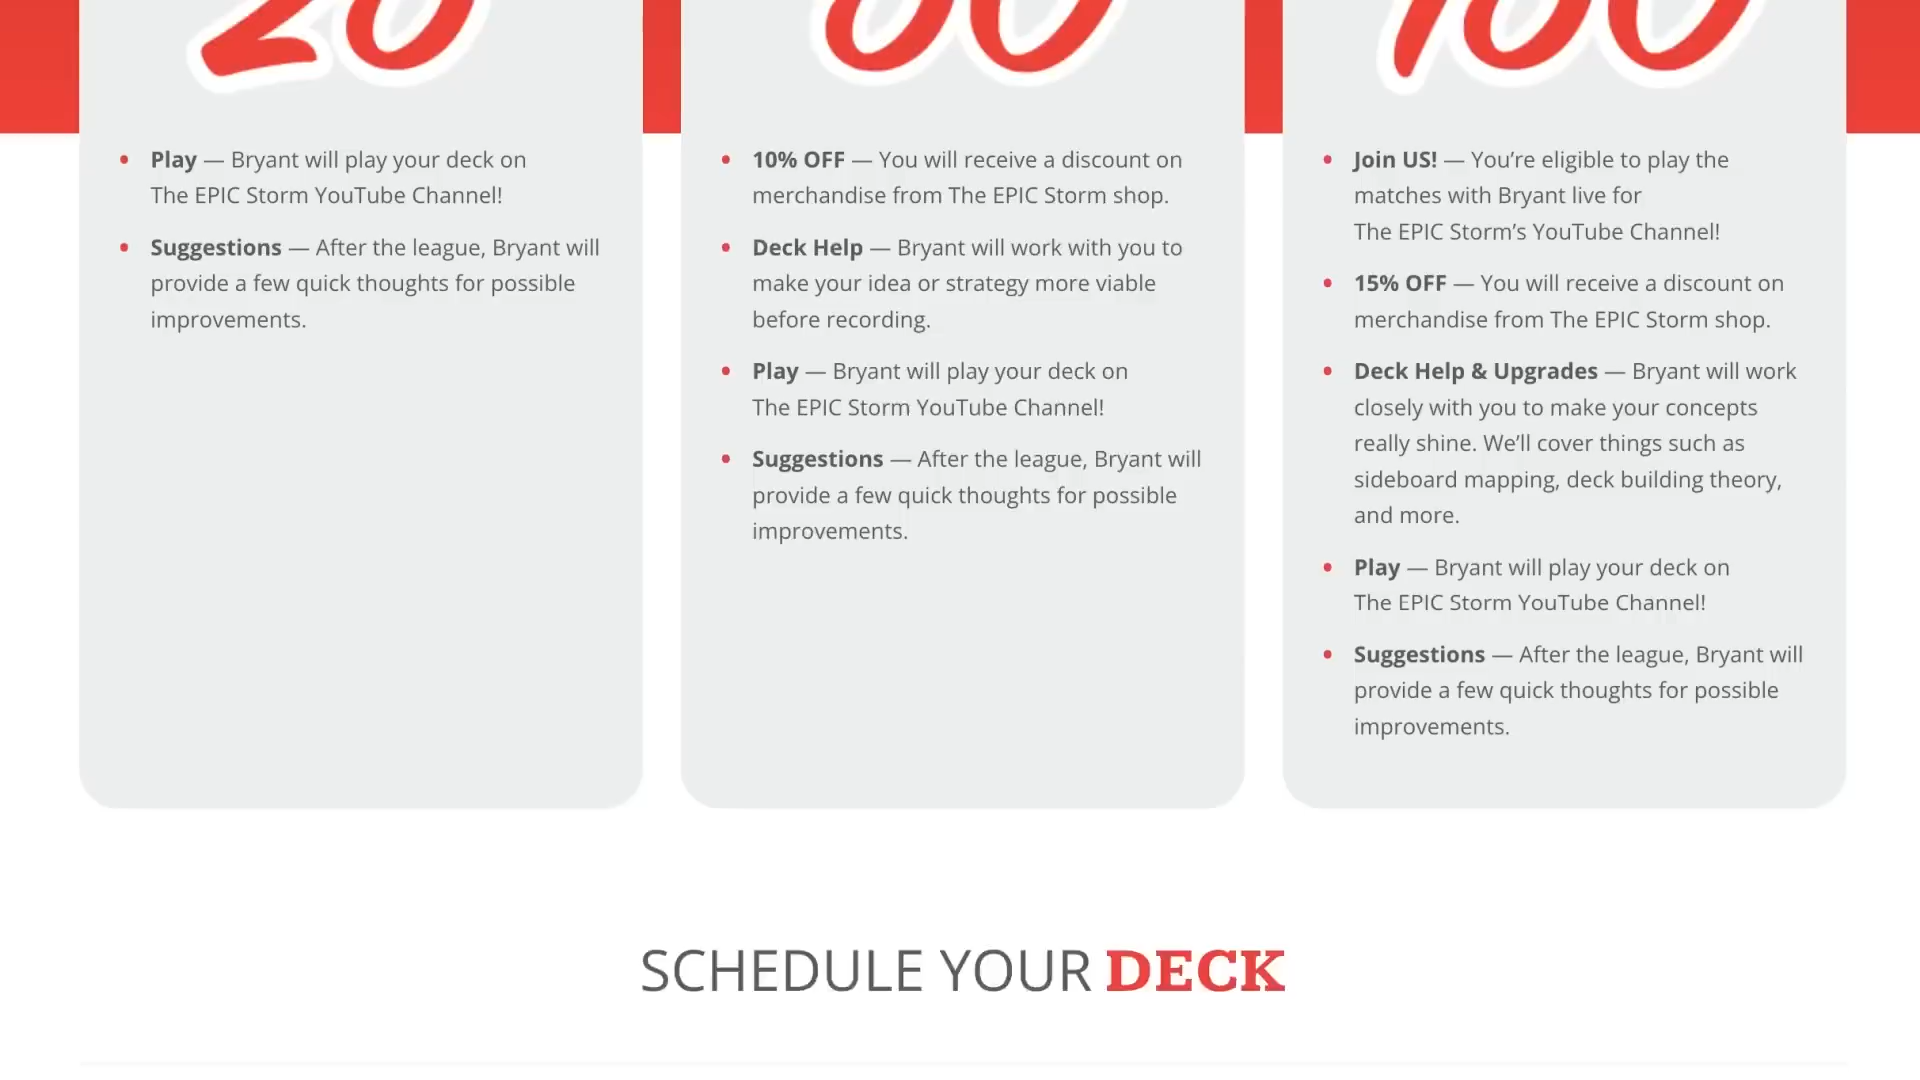 Play — Bryant will play your deck on
The EPIC Storm YouTube Channel!
Suggestions — After the league, Bryant will
provide a few quick thoughts for possible
improvements.
10% OFF — You will receive a discount on
merchandise from The EPIC Storm shop.
Deck Help — Bryant will work with you to
make your idea or strategy more viable
before recording.
Play — Bryant will play your deck on
The EPIC Storm YouTube Channel!
Suggestions — After the league, Bryant will
provide a few quick thoughts for possible
improvements.
Join US! — You’re eligible to play the
matches with Bryant live for
The EPIC Storm’s YouTube Channel!
15% OFF — You will receive a discount on
merchandise from The EPIC Storm shop.
Deck Help & Upgrades — Bryant will work
closely with you to make your concepts
really shine. We’ll cover things such as
sideboard mapping, deck building theory,
and more.
Play — Bryant will play your deck on
The EPIC Storm YouTube Channel!
Suggestions — After the league, Bryant will
provide a few quick thoughts for possible
improvements.
SCHEDULE YOUR DECK